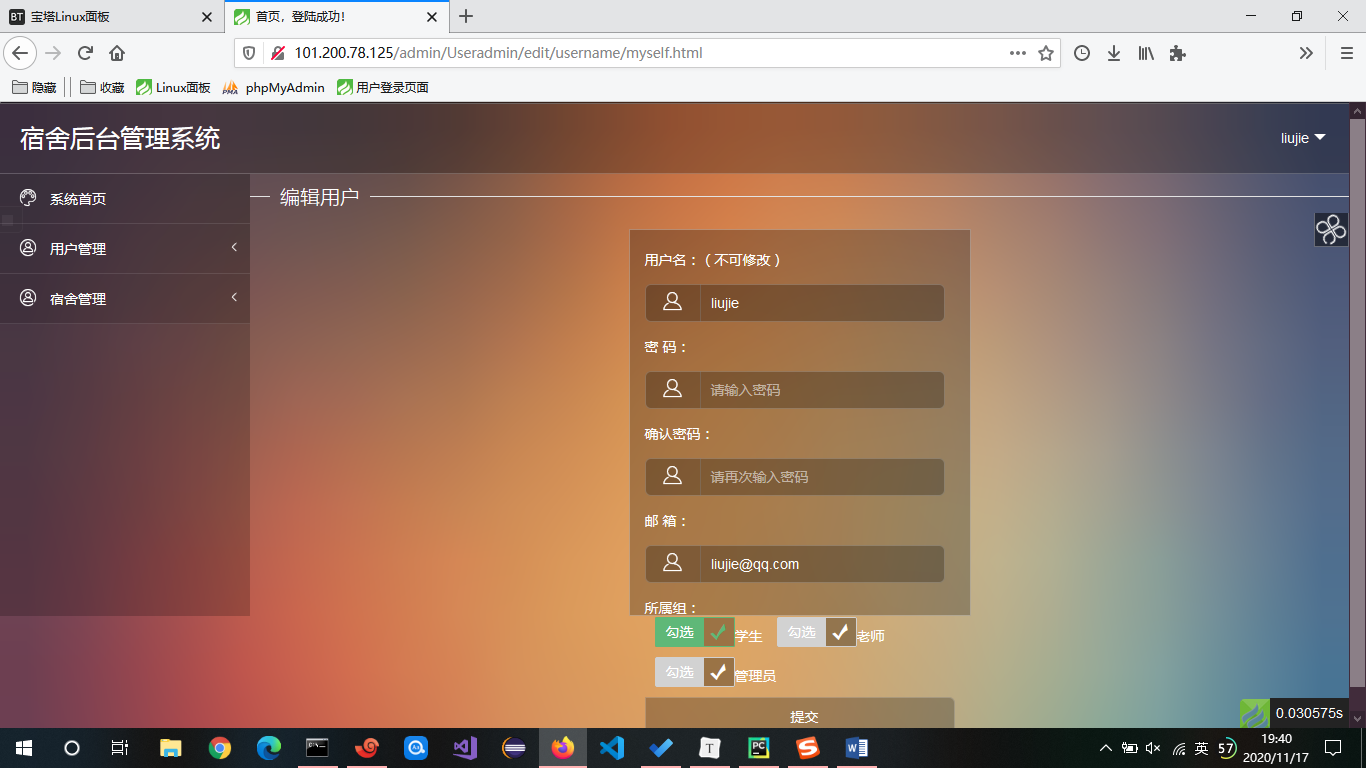 宝塔Linux面板
首页，登陆成功！
101.200.78.125/admin/Useradmin/edit/username/myself.html
隐藏 收藏 Linux面板 phpMyAdmin 用户登录页面
宿舍后台管理系统
liujie
系统首页
用户管理
宿舍管理
编辑用户
用户名：（不可修改）
liujie
密 码：
请输入密码
确认密码：
请再次输入密码
邮 箱：
liujie@qq.com
所属组：
勾选 学生 勾选 老师
勾选 管理员
提交
0.030575s
英 57 19:40
2020/11/17